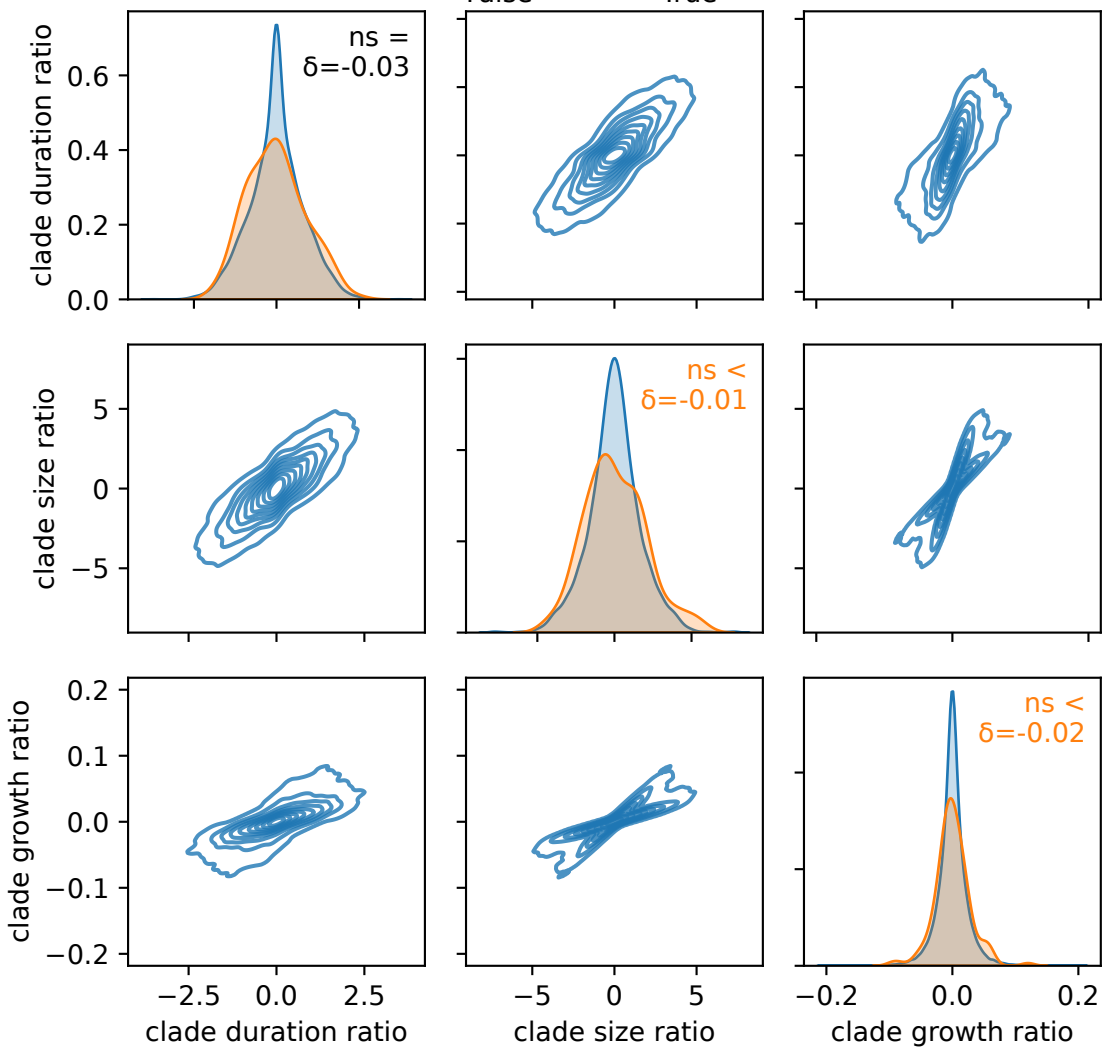 ns =
δ=-0.03
clade duration ratio
0.6
0.4
0.2
0.0
ns <
δ=-0.01
clade size ratio
5
0
−5
ns <
δ=-0.02
clade growth ratio
0.2
0.1
0.0
−0.1
−0.2
−2.5 0.0 2.5
−5 0 5
−0.2 0.0 0.2
clade duration ratio
clade size ratio
clade growth ratio